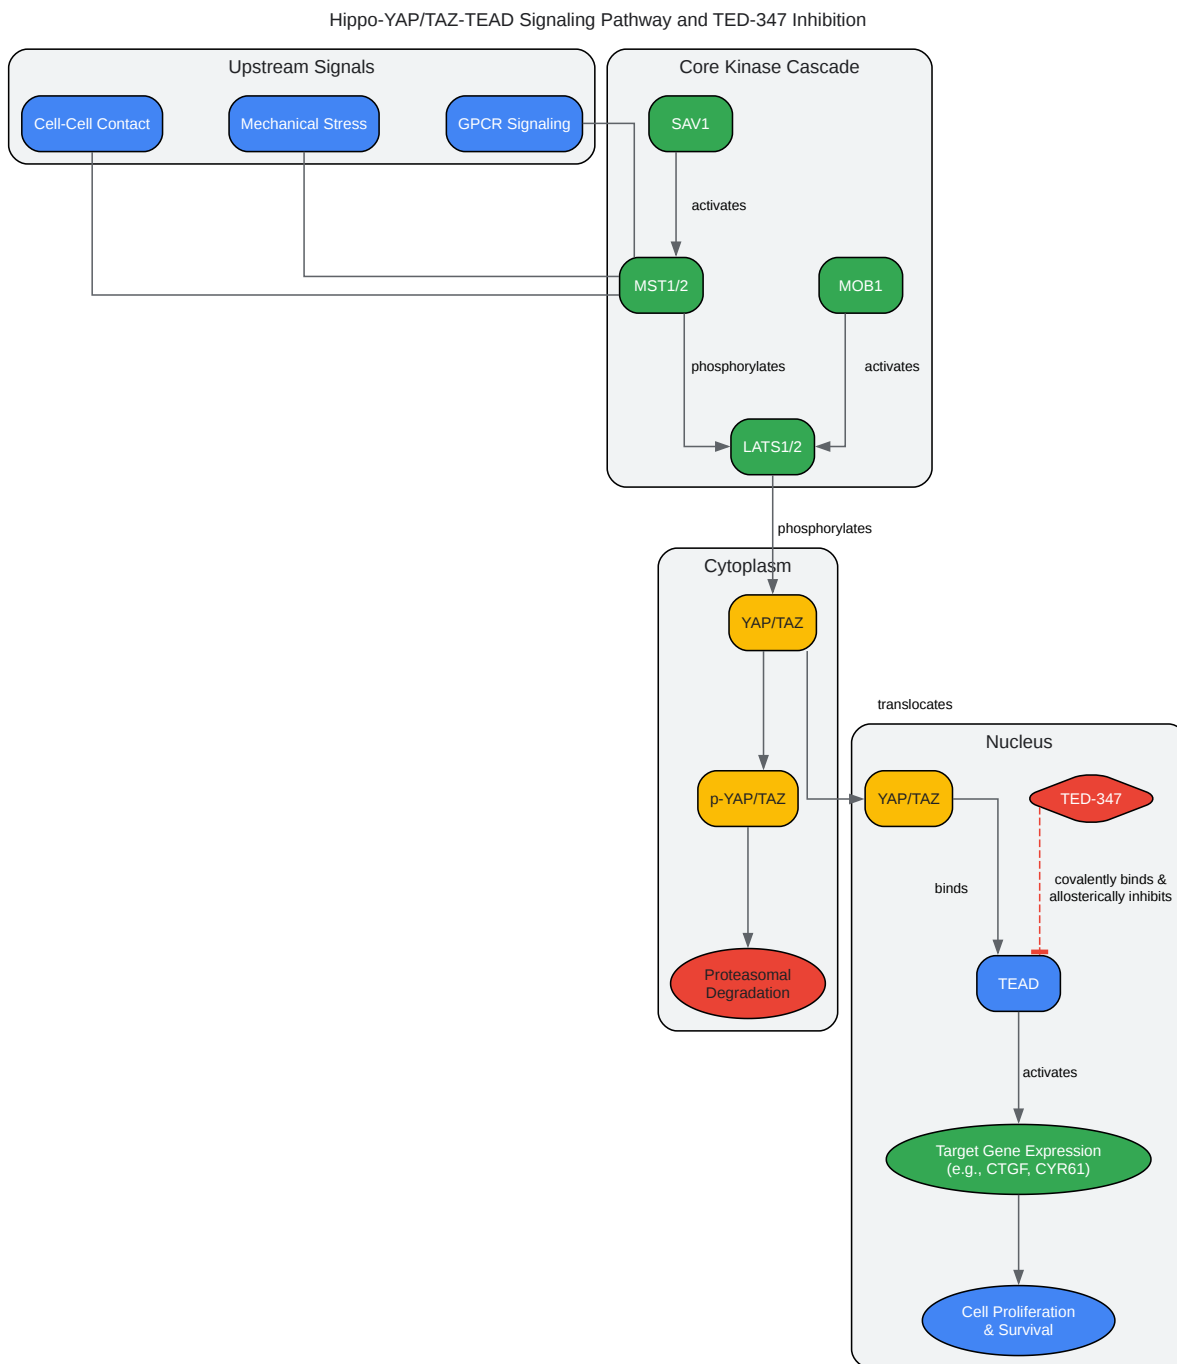 Hippo-YAP/TAZ-TEAD Signaling Pathway and TED-347 Inhibition
Upstream Signals
Core Kinase Cascade
Cell-Cell Contact
Mechanical Stress
GPCR Signaling
SAV1
activates
MST1/2
MOB1
phosphorylates
activates
LATS1/2
phosphorylates
Cytoplasm
YAP/TAZ
translocates
Nucleus
p-YAP/TAZ
YAP/TAZ
TED-347
binds
covalently binds &
allosterically inhibits
Proteasomal
Degradation
TEAD
activates
Target Gene Expression
(e.g., CTGF, CYR61)
Cell Proliferation
& Survival